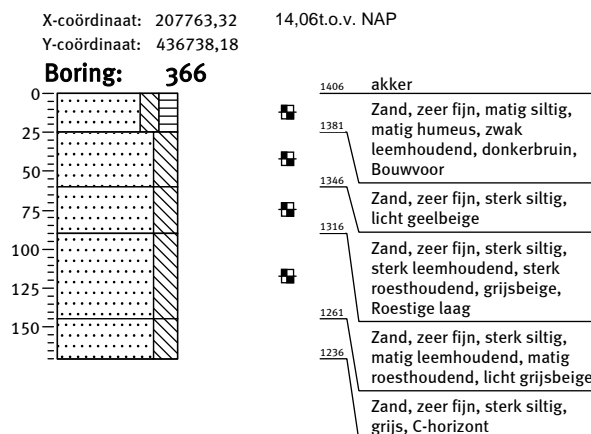 X-coördinaat: 207763,32 14,06t.o.v. NAP
Y-coördinaat: 436738,18
Boring: 366
0
25
50
75
100
125
150
1406 akker
Zand, zeer fijn, matig siltig,
1381 matig humeus, zwak
leemhoudend, donkerbruin,
Bouwvoor
1346 Zand, zeer fijn, sterk siltig,
licht geelbeige
1316
Zand, zeer fijn, sterk siltig,
sterk leemhoudend, sterk
roesthoudend, grijsbeige,
Roestige laag
1261
Zand, zeer fijn, sterk siltig,
1236 matig leemhoudend, matig
roesthoudend, licht grijsbeige
Zand, zeer fijn, sterk siltig,
grijs, C-horizont